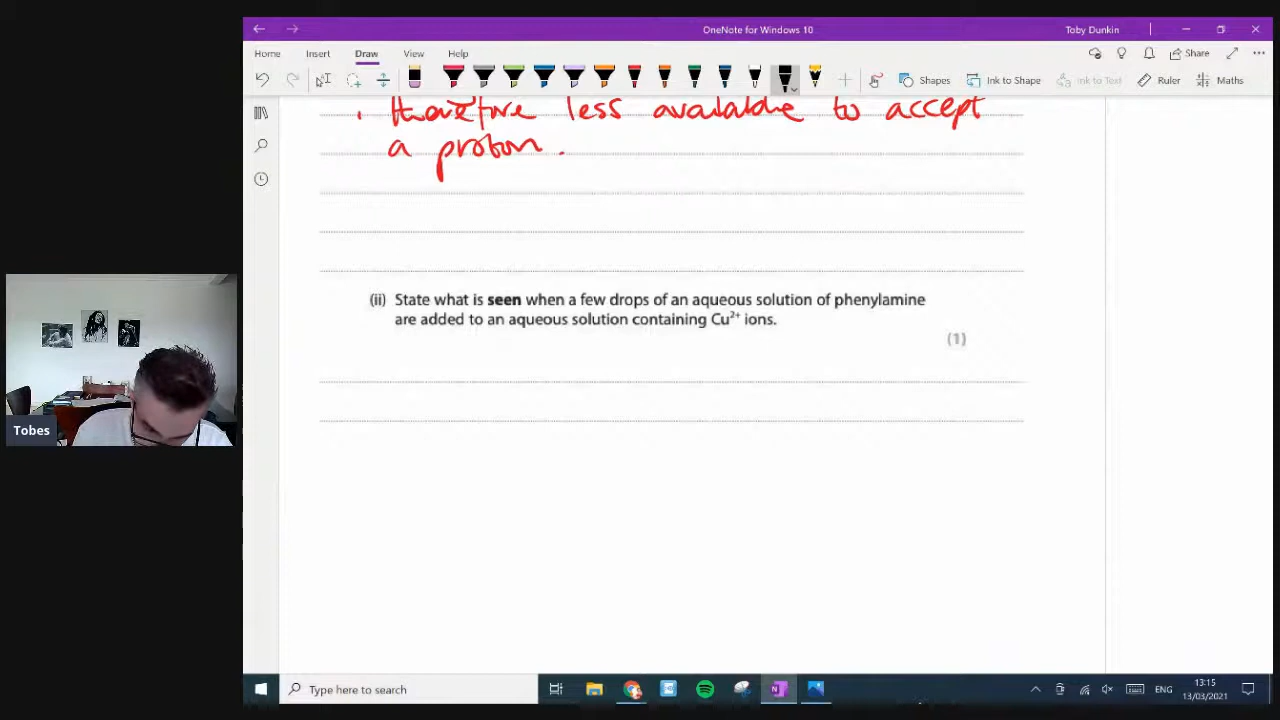 OneNote for Windows 10
Toby Dunkin
Home Insert Draw View Help
Share
Shapes Ink to Shape Ink to Text Ruler Maths
therefore less available to accept
a proton.
(ii) State what is seen when a few drops of an aqueous solution of phenylamine
are added to an aqueous solution containing Cu²⁺ ions.
(1)
Tobes
Type here to search
ENG
13:15
13/03/2021